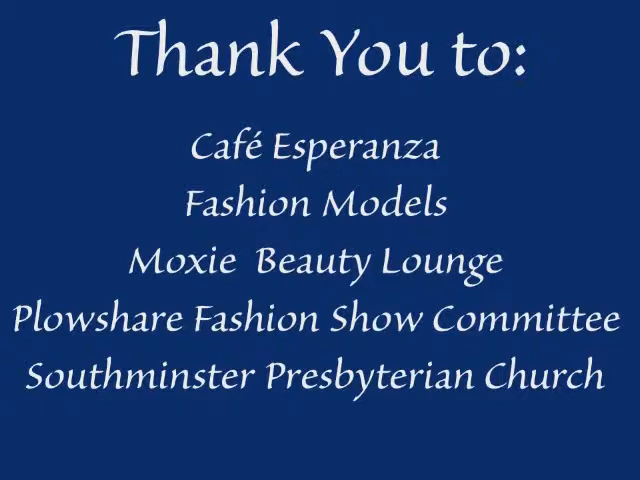 Thank You to:
Café Esperanza
Fashion Models
Moxie Beauty Lounge
Plowshare Fashion Show Committee
Southminster Presbyterian Church